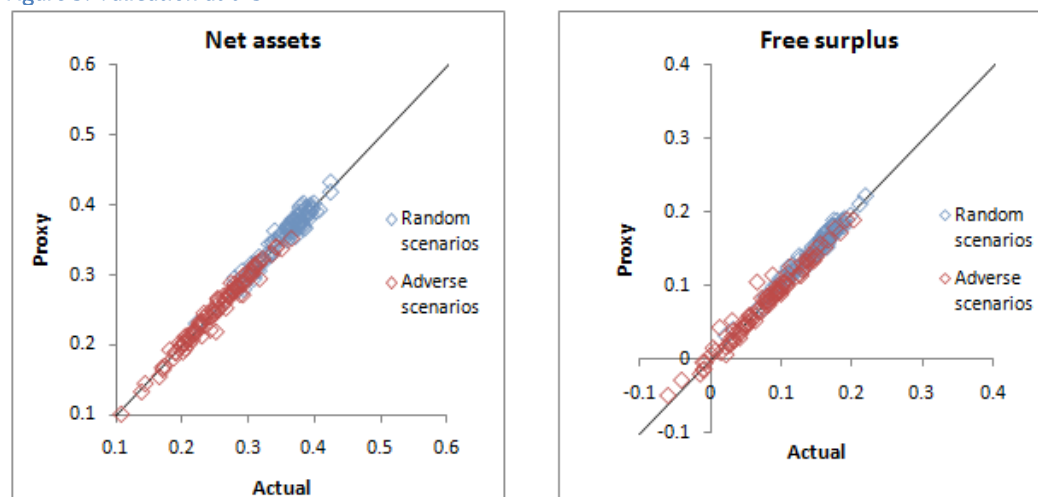 Net assets
0.6
0.5
0.4
0.3
0.2
0.1
0.1 0.2 0.3 0.4 0.5 0.6
Proxy
Actual
Random
scenarios
Adverse
scenarios
Free surplus
0.4
0.3
0.2
0.1
0
-0.1
-0.1 0 0.1 0.2 0.3 0.4
Proxy
Actual
Random
scenarios
Adverse
scenarios